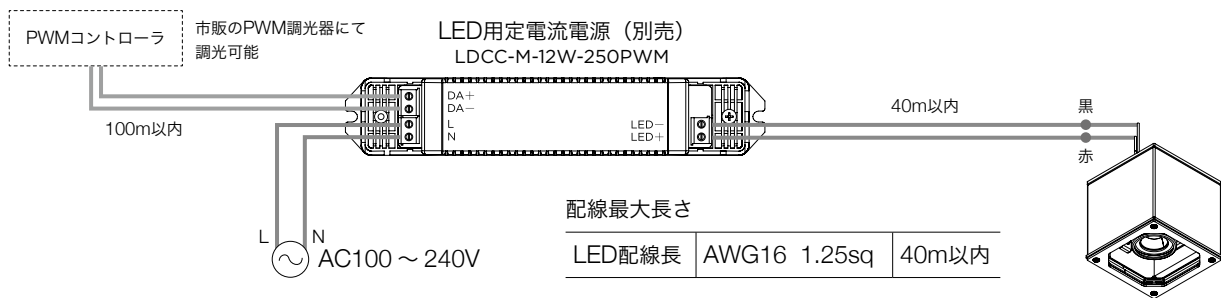 PWMコントローラ
市販のPWM調光器にて
調光可能
LED用定電流電源（別売）
LDCC-M-12W-250PWM
DA＋
DA－
L
N
LED－
LED＋
100m以内
40m以内
黒
赤
L
N
AC100 ～ 240V
配線最大長さ
LED配線長 AWG16 1.25sq 40m以内